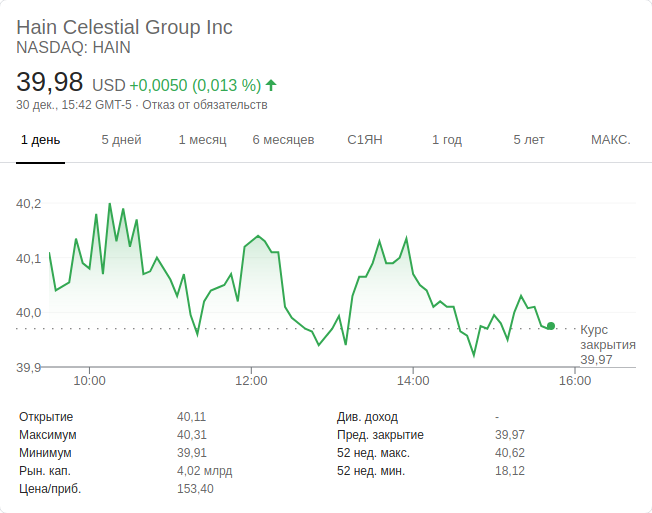 Hain Celestial Group Inc
NASDAQ: HAIN
39,98 USD +0,0050 (0,013 %)
30 дек., 15:42 GMT-5 · Отказ от обязательств
1 день 5 дней 1 месяц 6 месяцев С1ЯН 1 год 5 лет МАКС.
40,2
40,1
40,0
39,9
Курс
закрытия
39,97
10:00 12:00 14:00 16:00
Открытие 40,11
Максимум 40,31
Минимум 39,91
Рын. кап. 4,02 млрд
Цена/приб. 153,40
Див. доход -
Пред. закрытие 39,97
52 нед. макс. 40,62
52 нед. мин. 18,12